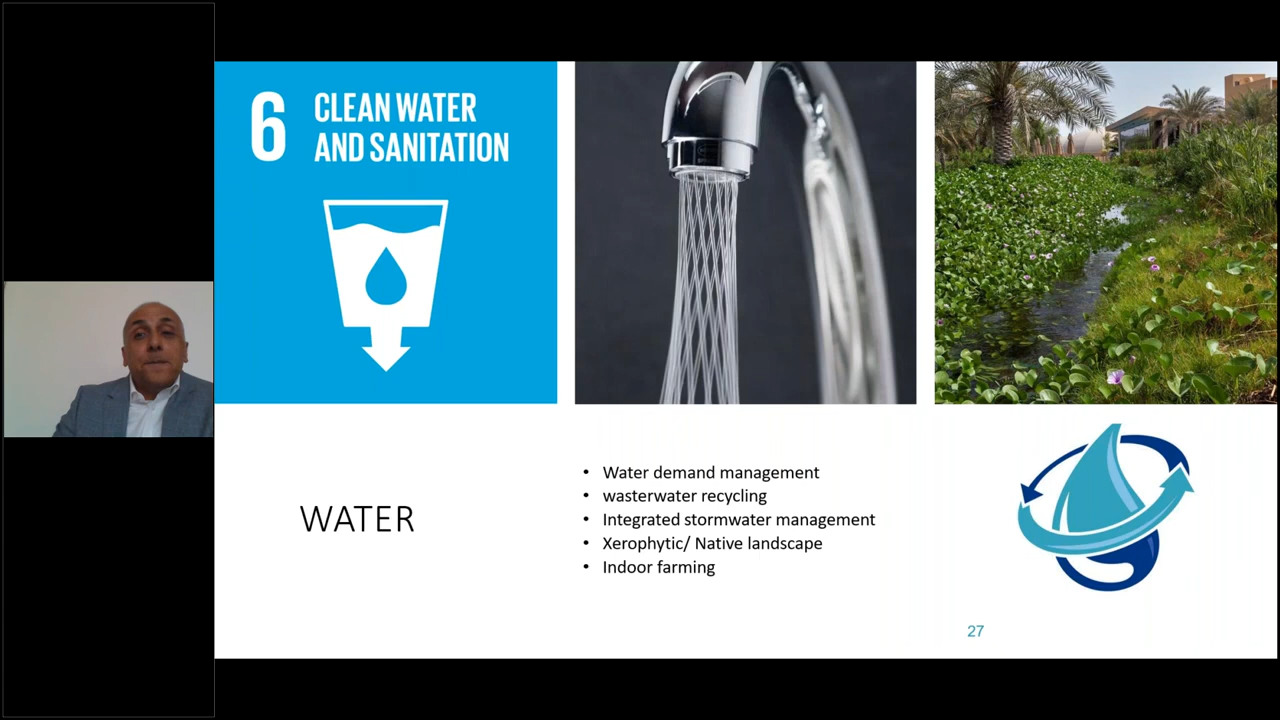 6 CLEAN WATER
AND SANITATION
WATER
• Water demand management
• wasterwater recycling
• Integrated stormwater management
• Xerophytic/ Native landscape
• Indoor farming
27